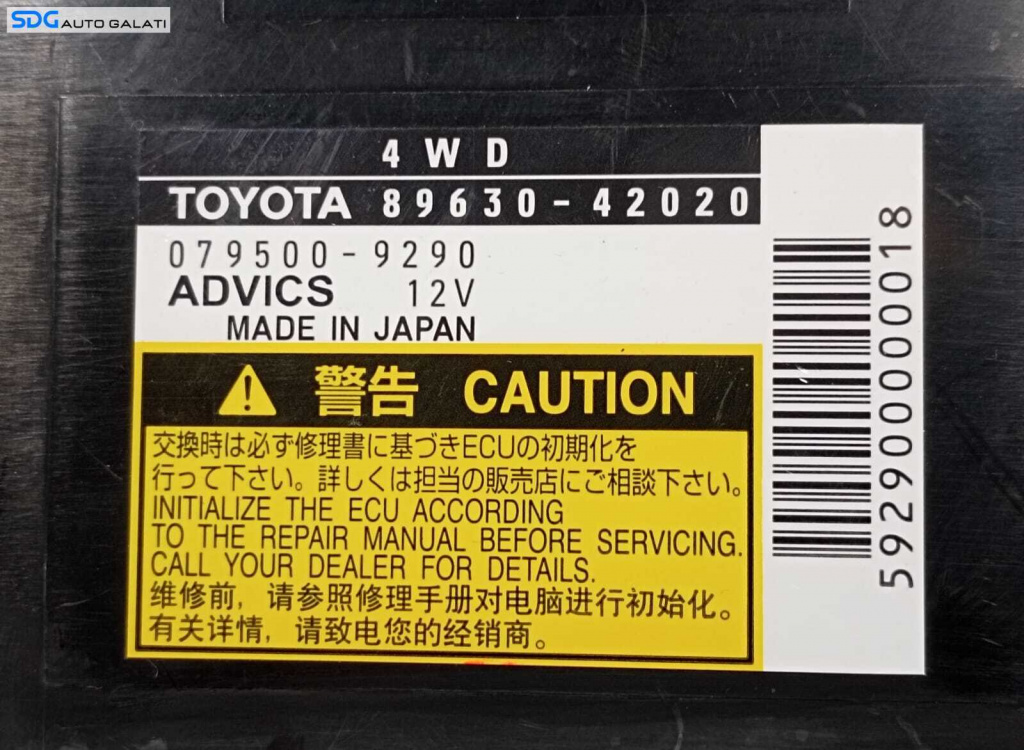 SDG AUTO GALATI
4WD
TOYOTA 89630-42020
079500-9290
ADVICS 12V
MADE IN JAPAN
警告 CAUTION
交換時は必ず修理書に基づきECUの初期化を
行って下さい。詳しくは担当の販売店にご相談下さい。
INITIALIZE THE ECU ACCORDING
TO THE REPAIR MANUAL BEFORE SERVICING.
CALL YOUR DEALER FOR DETAILS.
维修前，请参照修理手册对电脑进行初始化。
有关详情，请致电您的经销商。
59290000018